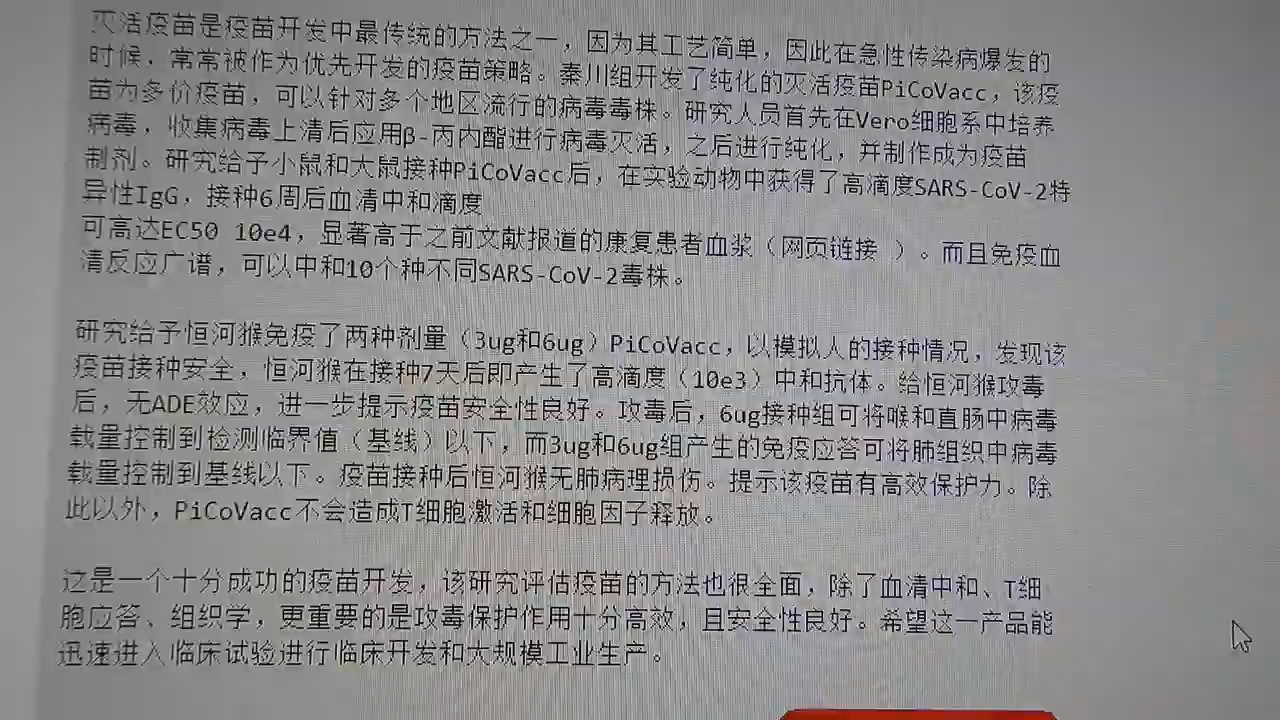 灭活疫苗是疫苗开发中最传统的方法之一，因为其工艺简单，因此在急性传染病爆发的
时候，常常被作为优先开发的疫苗策略。秦川组开发了纯化的灭活疫苗PiCoVacc，该疫
苗为多价疫苗，可以针对多个地区流行的病毒毒株。研究人员首先在Vero细胞系中培养
病毒，收集病毒上清后应用β-丙内酯进行病毒灭活，之后进行纯化，并制作成为疫苗
制剂。研究给予小鼠和大鼠接种PiCoVacc后，在实验动物中获得了高滴度SARS-CoV-2特
异性IgG，接种6周后血清中和滴度
可高达EC50 10e4，显著高于之前文献报道的康复患者血浆（网页链接 ）。而且免疫血
清反应广谱，可以中和10个种不同SARS-CoV-2毒株。
研究给予恒河猴免疫了两种剂量（3ug和6ug）PiCoVacc，以模拟人的接种情况，发现该
疫苗接种安全，恒河猴在接种7天后即产生了高滴度（10e3）中和抗体。给恒河猴攻毒
后，无ADE效应，进一步提示疫苗安全性良好。攻毒后，6ug接种组可将喉和直肠中病毒
载量控制到检测临界值（基线）以下，而3ug和6ug组产生的免疫应答可将肺组织中病毒
载量控制到基线以下。疫苗接种后恒河猴无肺病理损伤。提示该疫苗有高效保护力。除
此以外，PiCoVacc不会造成T细胞激活和细胞因子释放。
这是一个十分成功的疫苗开发，该研究评估疫苗的方法也很全面，除了血清中和、T细
胞应答、组织学，更重要的是攻毒保护作用十分高效，且安全性良好。希望这一产品能
迅速进入临床试验进行临床开发和大规模工业生产。